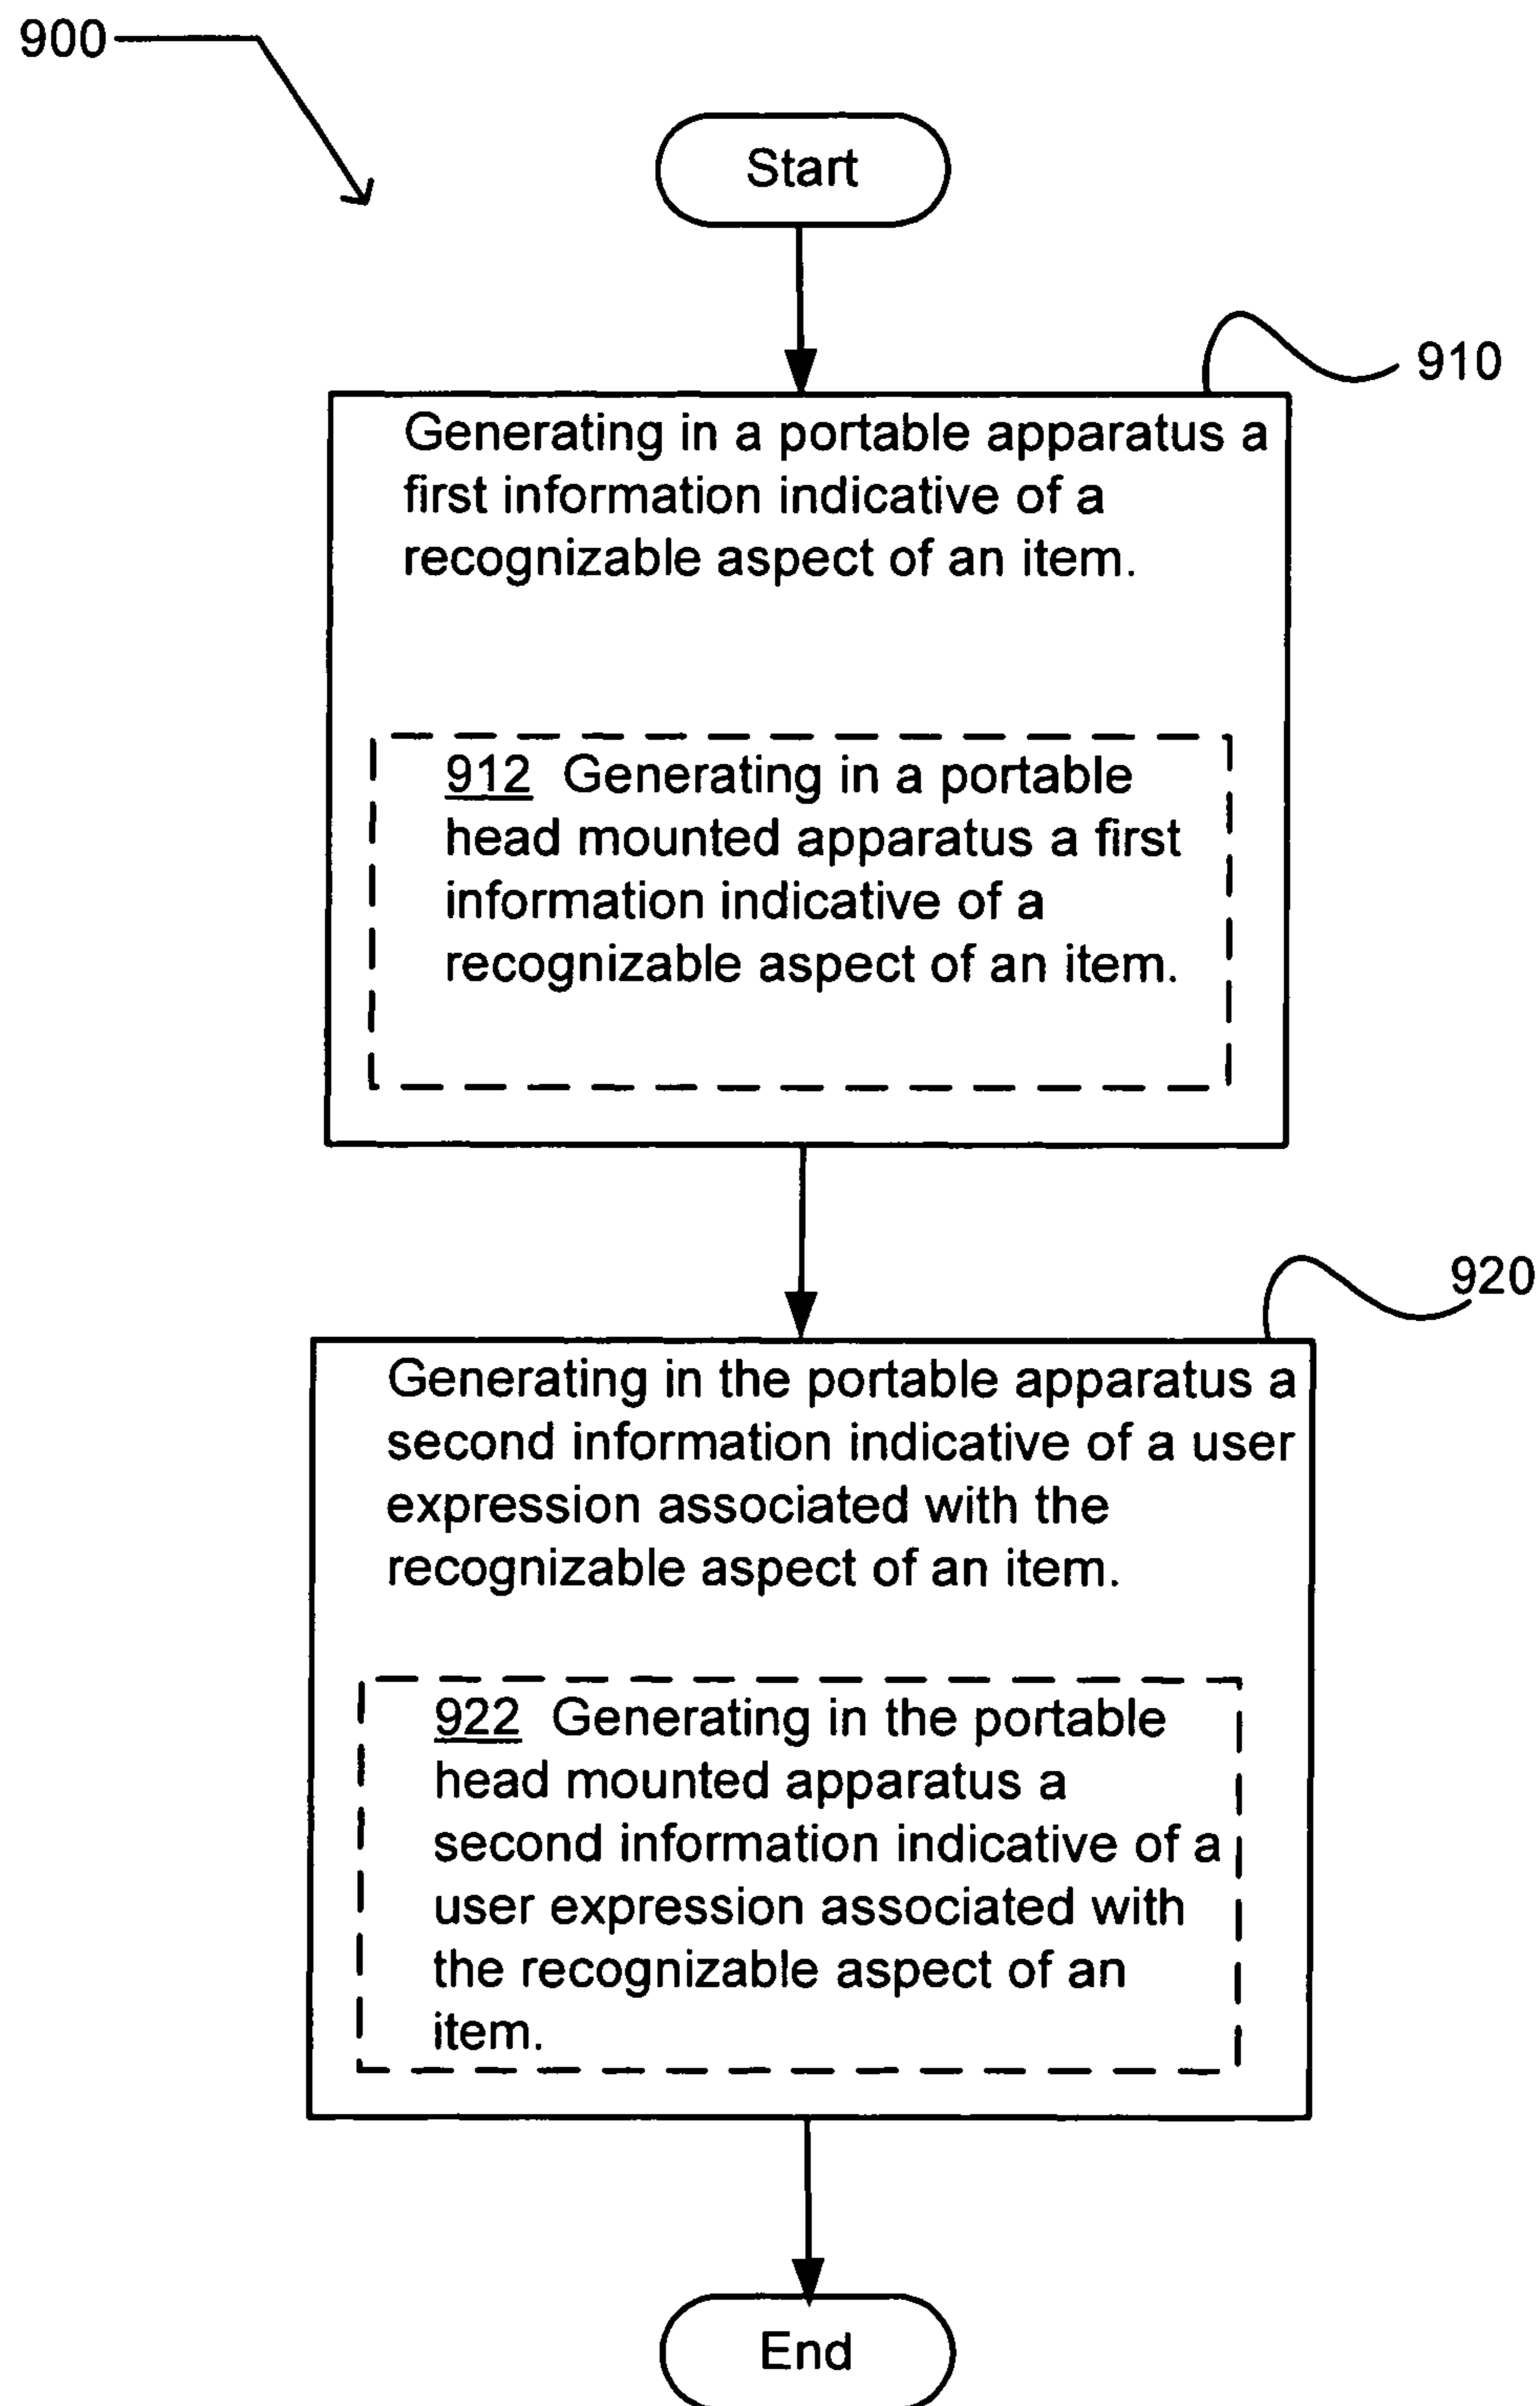 900
Start
910
Generating in a portable apparatus a
first information indicative of a
recognizable aspect of an item.
912 Generating in a portable
head mounted apparatus a first
information indicative of a
recognizable aspect of an item.
920
Generating in the portable apparatus a
second information indicative of a user
expression associated with the
recognizable aspect of an item.
922 Generating in the portable
head mounted apparatus a
second information indicative of a
user expression associated with
the recognizable aspect of an
item.
End